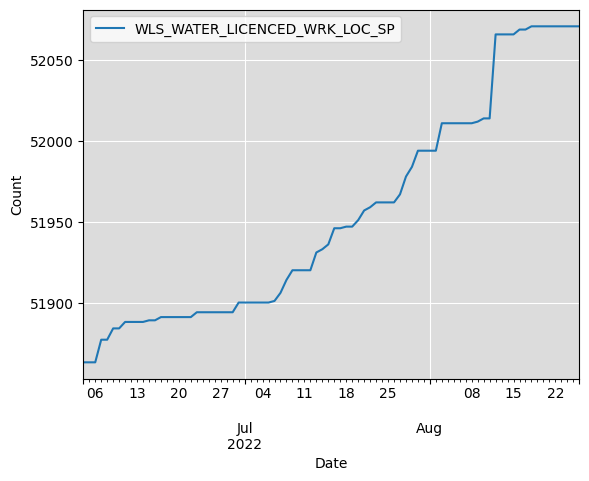 WLS_WATER_LICENCED_WRK_LOC_SP
52050
52000
51950
51900
Count
06 13 20 27 04 11 18 25 08 15 22
Jul Aug
2022
Date